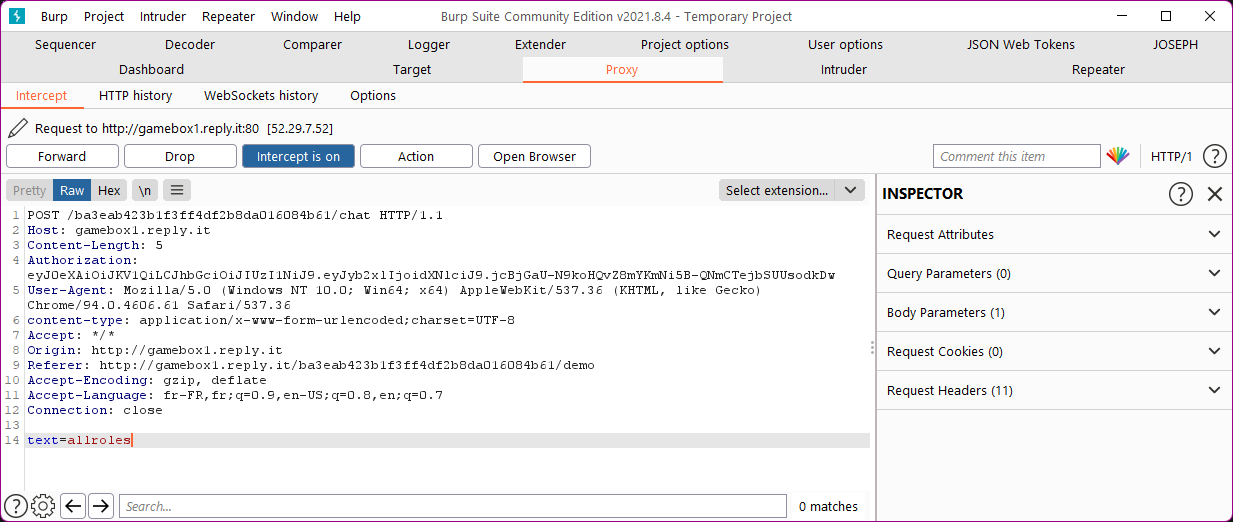 Burp Project Intruder Repeater Window Help Burp Suite Community Edition v2021.8.4 - Temporary Project
Sequencer Decoder Comparer Logger Extender Project options User options JSON Web Tokens JOSEPH
Dashboard Target Proxy Intruder Repeater
Intercept HTTP history WebSockets history Options
Request to http://gamebox1.reply.it:80 [52.29.7.52]
Forward Drop Intercept is on Action Open Browser Comment this item HTTP/1 ?
Pretty Raw Hex \n Select extension... INSPECTOR ?
1 POST /ba3eab423b1f3ff4df2b8da016084b61/chat HTTP/1.1
2 Host: gamebox1.reply.it
3 Content-Length: 5
4 Authorization:
eyJ0eXAiOiJKV1QiLCJhbGciOiJIUzI1NiJ9.eyJyb2xlIjoidXNlciJ9.jcBjGaU-N9koHQvZ8mYKmNi5B-QNmCTejbSUUsodkDw
5 User-Agent: Mozilla/5.0 (Windows NT 10.0; Win64; x64) AppleWebKit/537.36 (KHTML, like Gecko)
Chrome/94.0.4606.61 Safari/537.36
6 content-type: application/x-www-form-urlencoded;charset=UTF-8
7 Accept: */*
8 Origin: http://gamebox1.reply.it
9 Referer: http://gamebox1.reply.it/ba3eab423b1f3ff4df2b8da016084b61/demo
10 Accept-Encoding: gzip, deflate
11 Accept-Language: fr-FR,fr;q=0.9,en-US;q=0.8,en;q=0.7
12 Connection: close
13
14 text=allroles
Request Attributes
Query Parameters (0)
Body Parameters (1)
Request Cookies (0)
Request Headers (11)
? Search... 0 matches